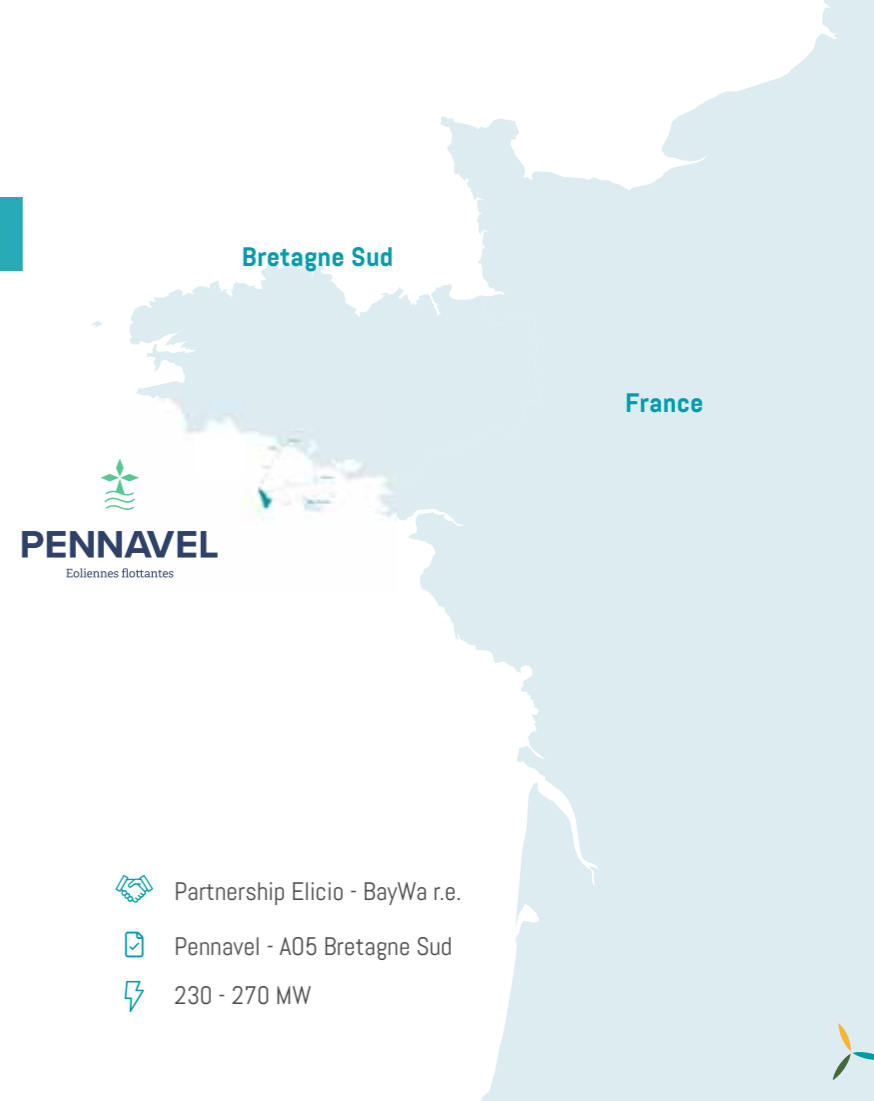 Bretagne Sud
France
PENNAVEL
Eoliennes flottantes
Partnership Elicio - BayWa r.e.
Pennavel - AO5 Bretagne Sud
230 - 270 MW